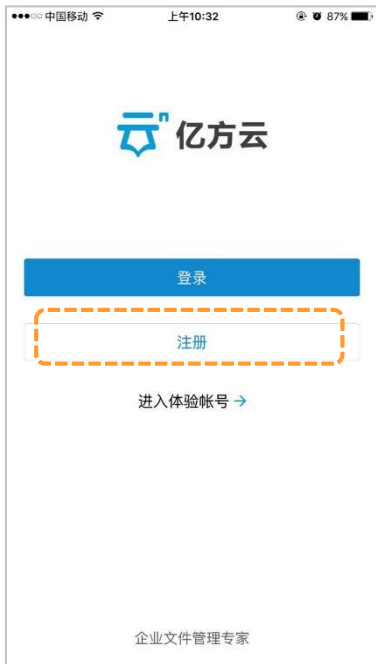 中国移动 上午10:32 87%
亿方云
登录
注册
进入体验帐号→
企业文件管理专家